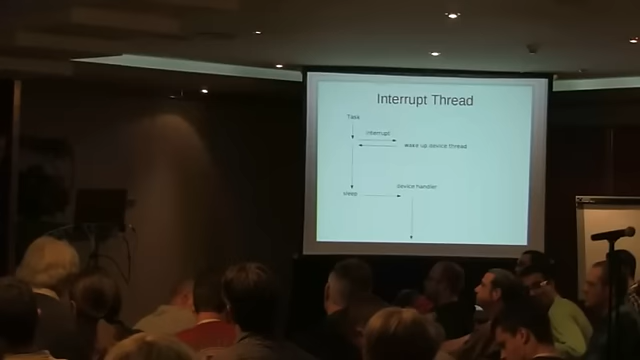 Interrupt Thread
Task
interrupt
wake up device thread
sleep
device handler